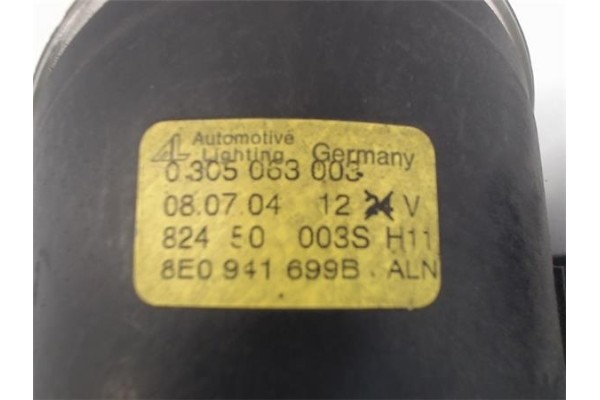 AL Automotive
Lighting Germany
0 305 063 003
08.07.04 12 24 V
824 50 003S H11
8E0 941 699B ALN